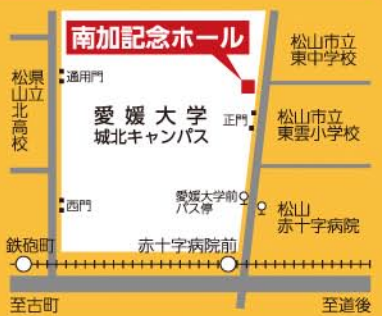 南加記念ホール
松山市立
東中学校
県立
松山北高校
通用門
愛媛大学
城北キャンパス
正門
松山市立
東雲小学校
西門
愛媛大学前
バス停
松山
赤十字病院
鉄砲町
赤十字病院前
至古町
至道後